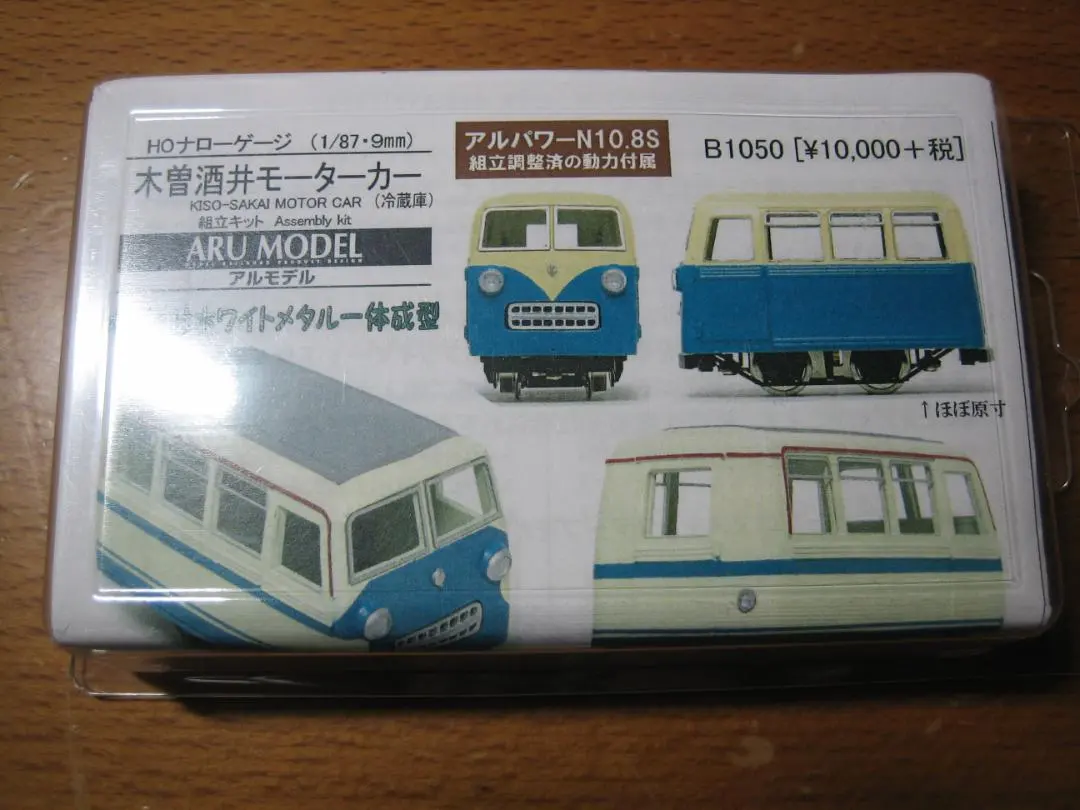 HOナローゲージ (1/87・9mm)
木曽酒井モーターカー
KISO-SAKAI MOTOR CAR (冷蔵庫)
組立キット Assembly kit
ARU MODEL
アルモデル
ワイトメタル一体成型
アルパワーN10.8S
組立調整済の動力付属
B1050 [¥10,000+税]
↑ほぼ原寸